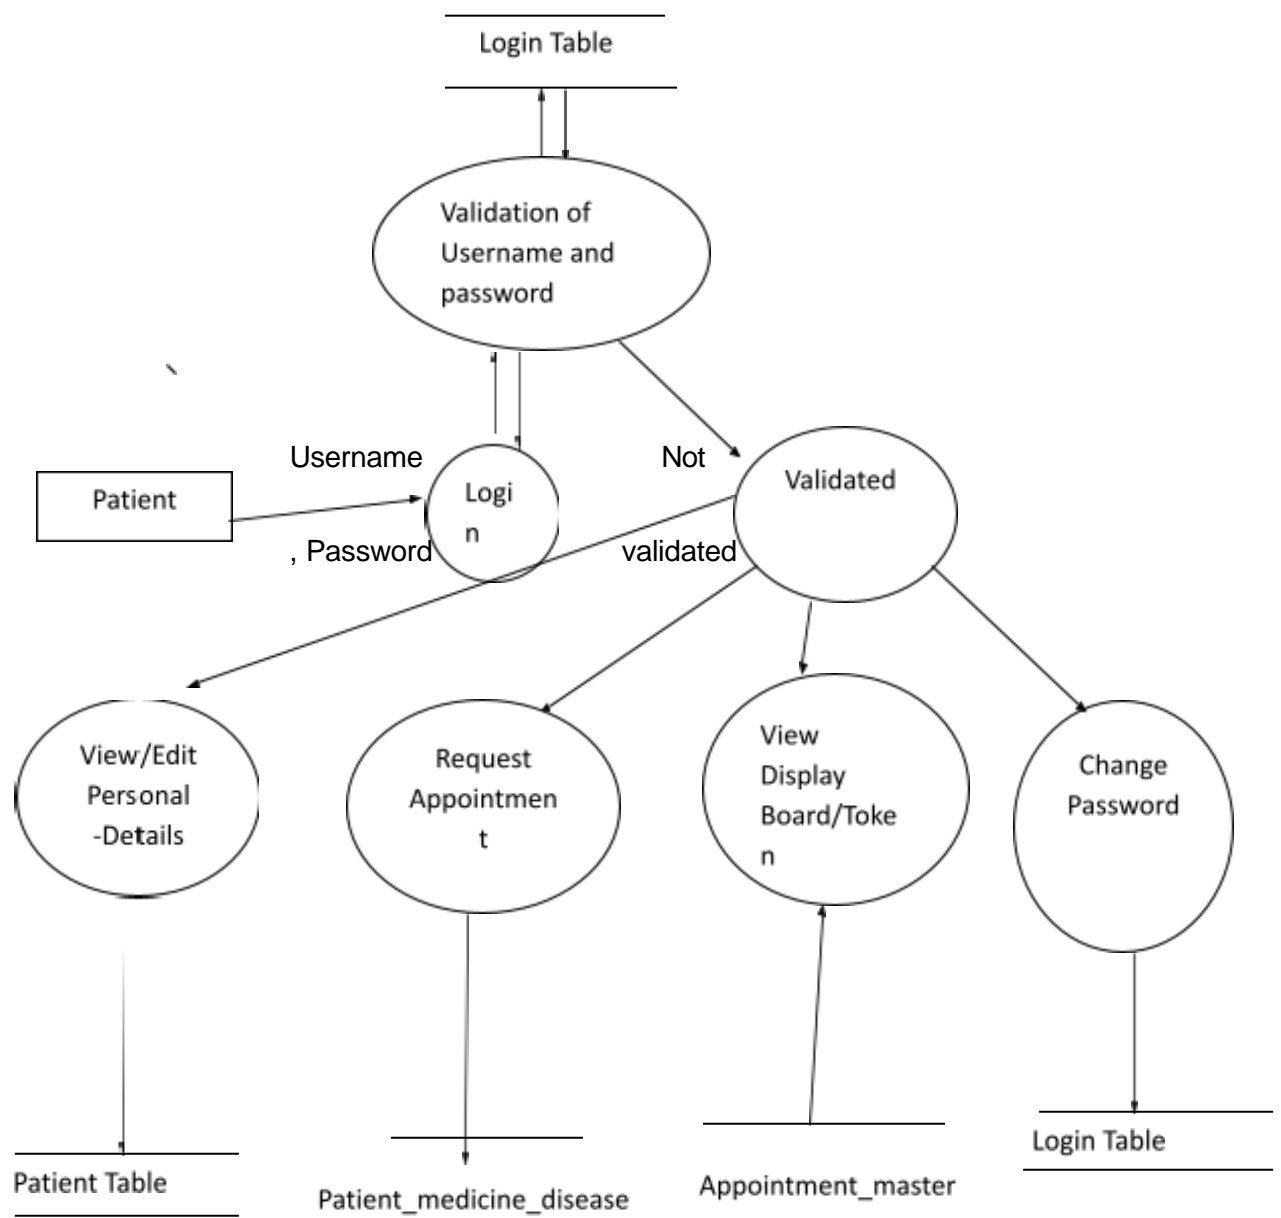 Login Table
Validation of
Username and
password
Username
, Password
Not
validated
Patient
Logi
n
Validated
View/Edit
Personal
-Details
Request
Appointmen
t
View
Display
Board/Toke
n
Change
Password
Patient Table
Patient_medicine_disease
Appointment_master
Login Table